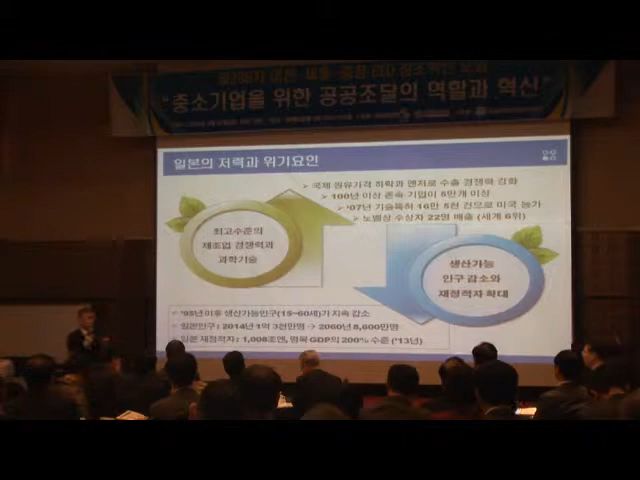 "중소기업을 위한 공공조달의 역할과 혁신"
일본의 저력과 위기요인
➢ 국제 원유가격 하락과 엔저로 수출 경쟁력 강화
➢ 100년 이상 존속 기업이 5만개 이상
➢ '07년 기술특허 16만 5천 건으로 미국 능가
➢ 노벨상 수상자 22명 배출 (세계 6위)
최고수준의
제조업 경쟁력과
과학기술
생산가능
인구 감소와
재정적자 확대
'95년 이후 생산가능인구(15~60세)가 지속 감소
일본인구 : 2014년 1억 3천만명 → 2060년 8,600만명
일본 재정적자 : 1,008조엔, 명목 GDP의 200% 수준 ('13년)